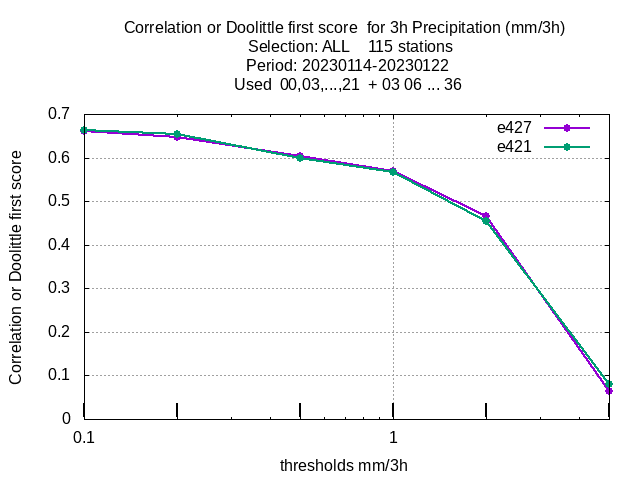 Correlation or Doolittle first score  for 3h Precipitation (mm/3h)
Selection: ALL    115 stations
Period: 20230114-20230122
Used  00,03,...,21  + 03 06 ... 36
e427
e421
Correlation or Doolittle first score
0.7
0.6
0.5
0.4
0.3
0.2
0.1
0
0.1
1
thresholds mm/3h